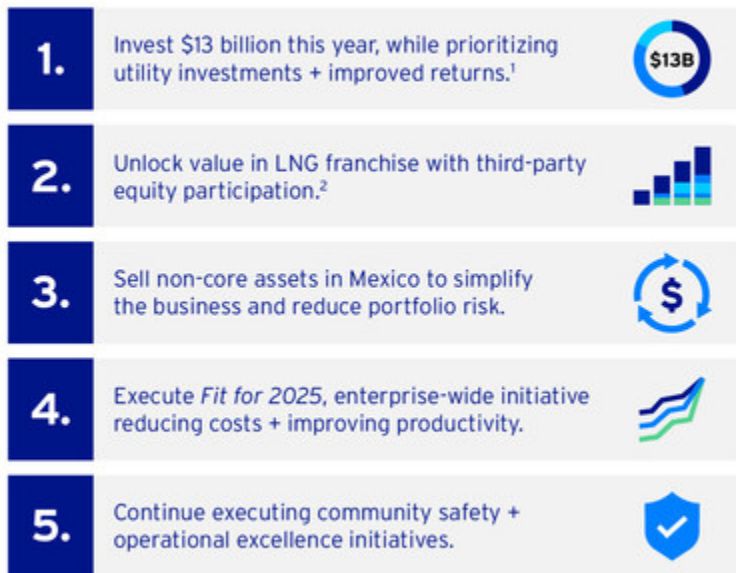 1.
Invest $13 billion this year, while prioritizing
utility investments + improved returns.¹
$13B
2.
Unlock value in LNG franchise with third-party
equity participation.²
3.
Sell non-core assets in Mexico to simplify
the business and reduce portfolio risk.
$
4.
Execute Fit for 2025, enterprise-wide initiative
reducing costs + improving productivity.
5.
Continue executing community safety +
operational excellence initiatives.